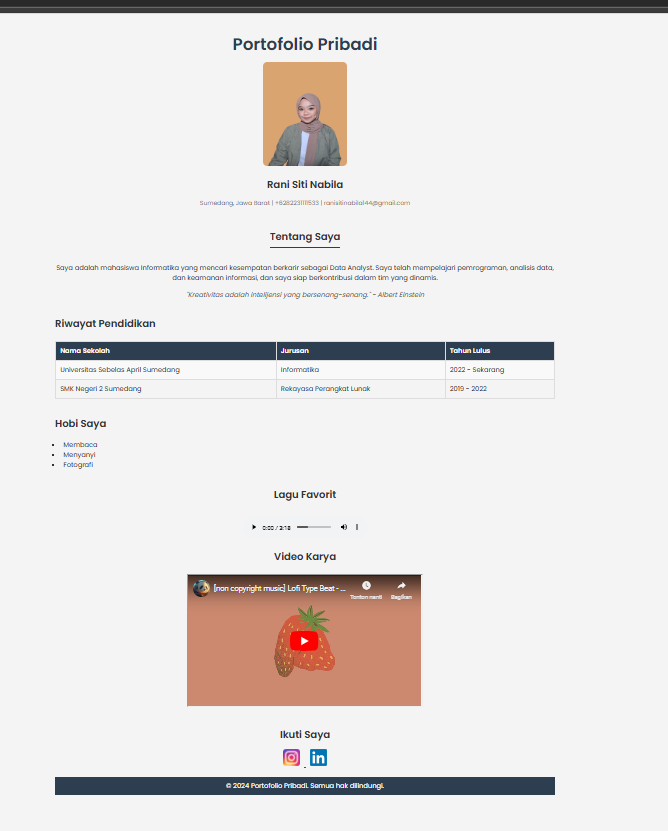 Portofolio Pribadi
Rani Siti Nabila
Sumedang, Jawa Barat | +6282231111533 | ranisitinabila144@gmail.com
Tentang Saya
Saya adalah mahasiswa Informatika yang mencari kesempatan berkarir sebagai Data Analyst. Saya telah mempelajari pemrograman, analisis data,
dan keamanan informasi, dan saya siap berkontribusi dalam tim yang dinamis.
"Kreativitas adalah intelijensi yang bersenang-senang." - Albert Einstein
Riwayat Pendidikan
Nama Sekolah Jurusan Tahun Lulus
Universitas Sebelas April Sumedang Informatika 2022 - Sekarang
SMK Negeri 2 Sumedang Rekayasa Perangkat Lunak 2019 - 2022
Hobi Saya
Membaca
Menyanyi
Fotografi
Lagu Favorit
0:00 / 3:18
Video Karya
[non copyright music] Lofi Type Beat - ...
Tonton nanti Bagikan
Ikuti Saya
in
© 2024 Portofolio Pribadi. Semua hak dilindungi.